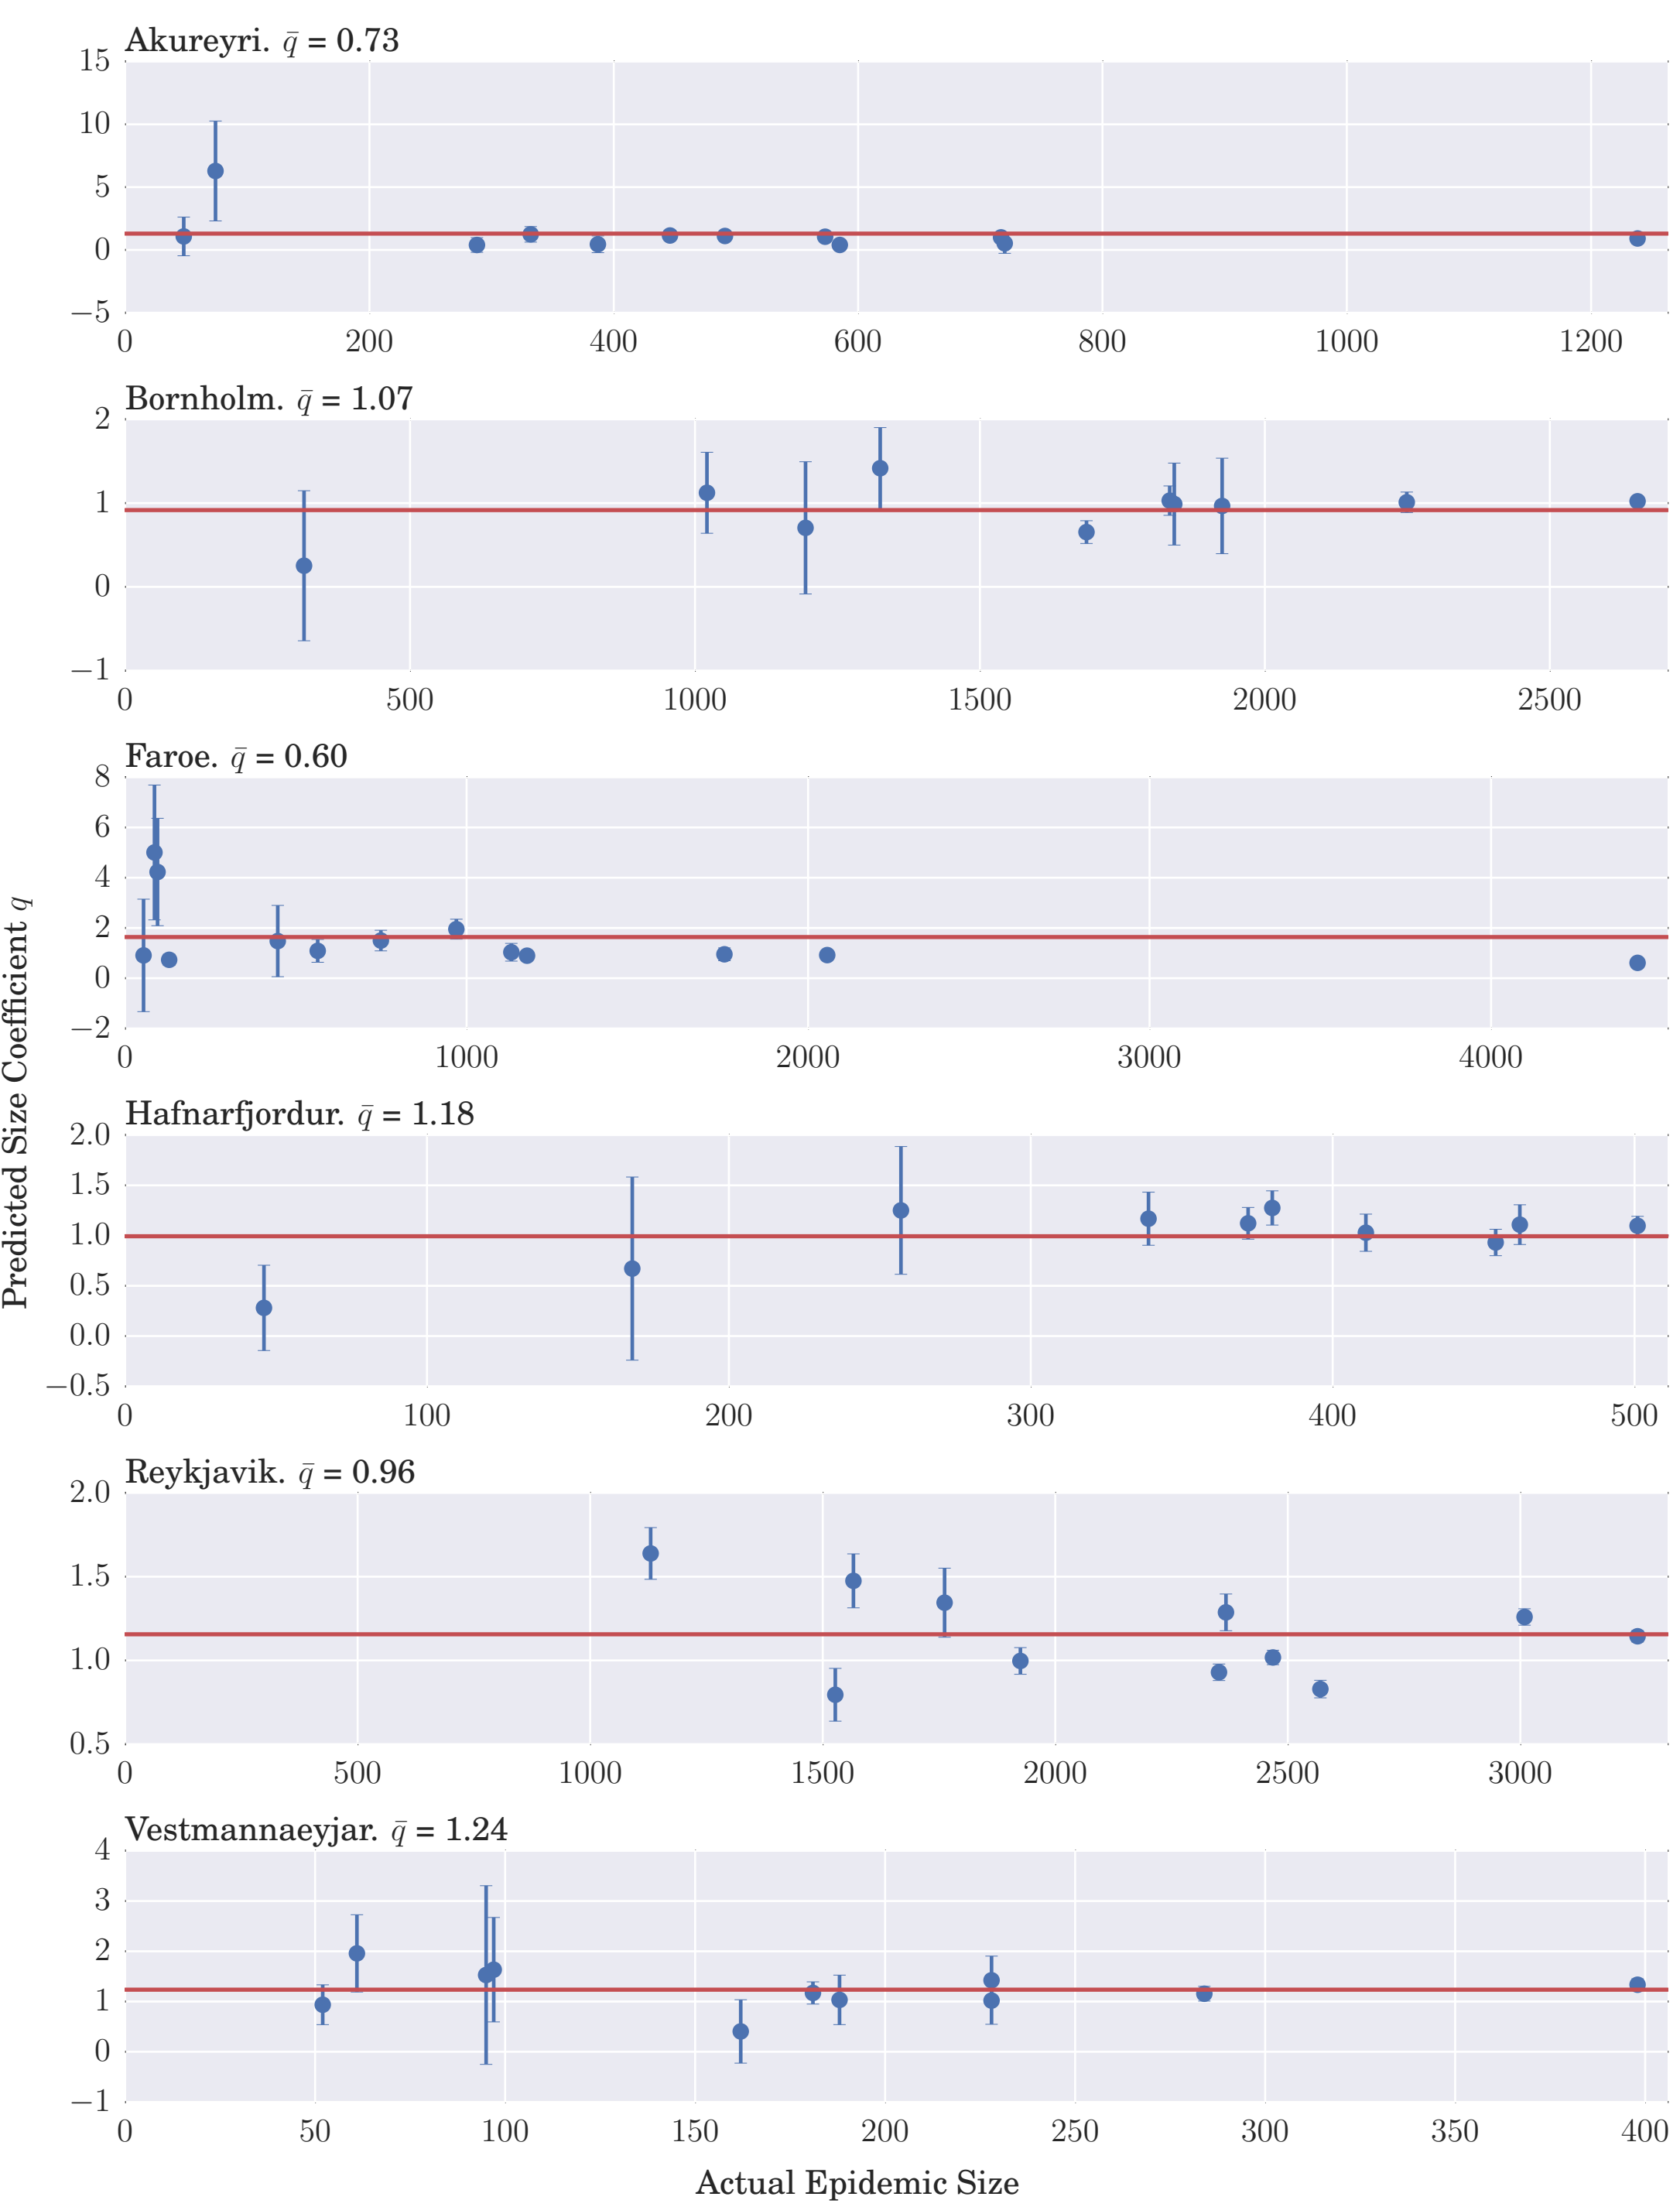 Akureyri. q̄ = 0.73
15
10
5
0
−5
0 200 400 600 800 1000 1200
Bornholm. q̄ = 1.07
2
1
0
−1
0 500 1000 1500 2000 2500
Faroe. q̄ = 0.60
8
6
4
2
0
−2
0 1000 2000 3000 4000
Predicted Size Coefficient q
Hafnarfjordur. q̄ = 1.18
2.0
1.5
1.0
0.5
0.0
−0.5
0 100 200 300 400 500
Reykjavik. q̄ = 0.96
2.0
1.5
1.0
0.5
0 500 1000 1500 2000 2500 3000
Vestmannaeyjar. q̄ = 1.24
4
3
2
1
0
−1
0 50 100 150 200 250 300 350 400
Actual Epidemic Size